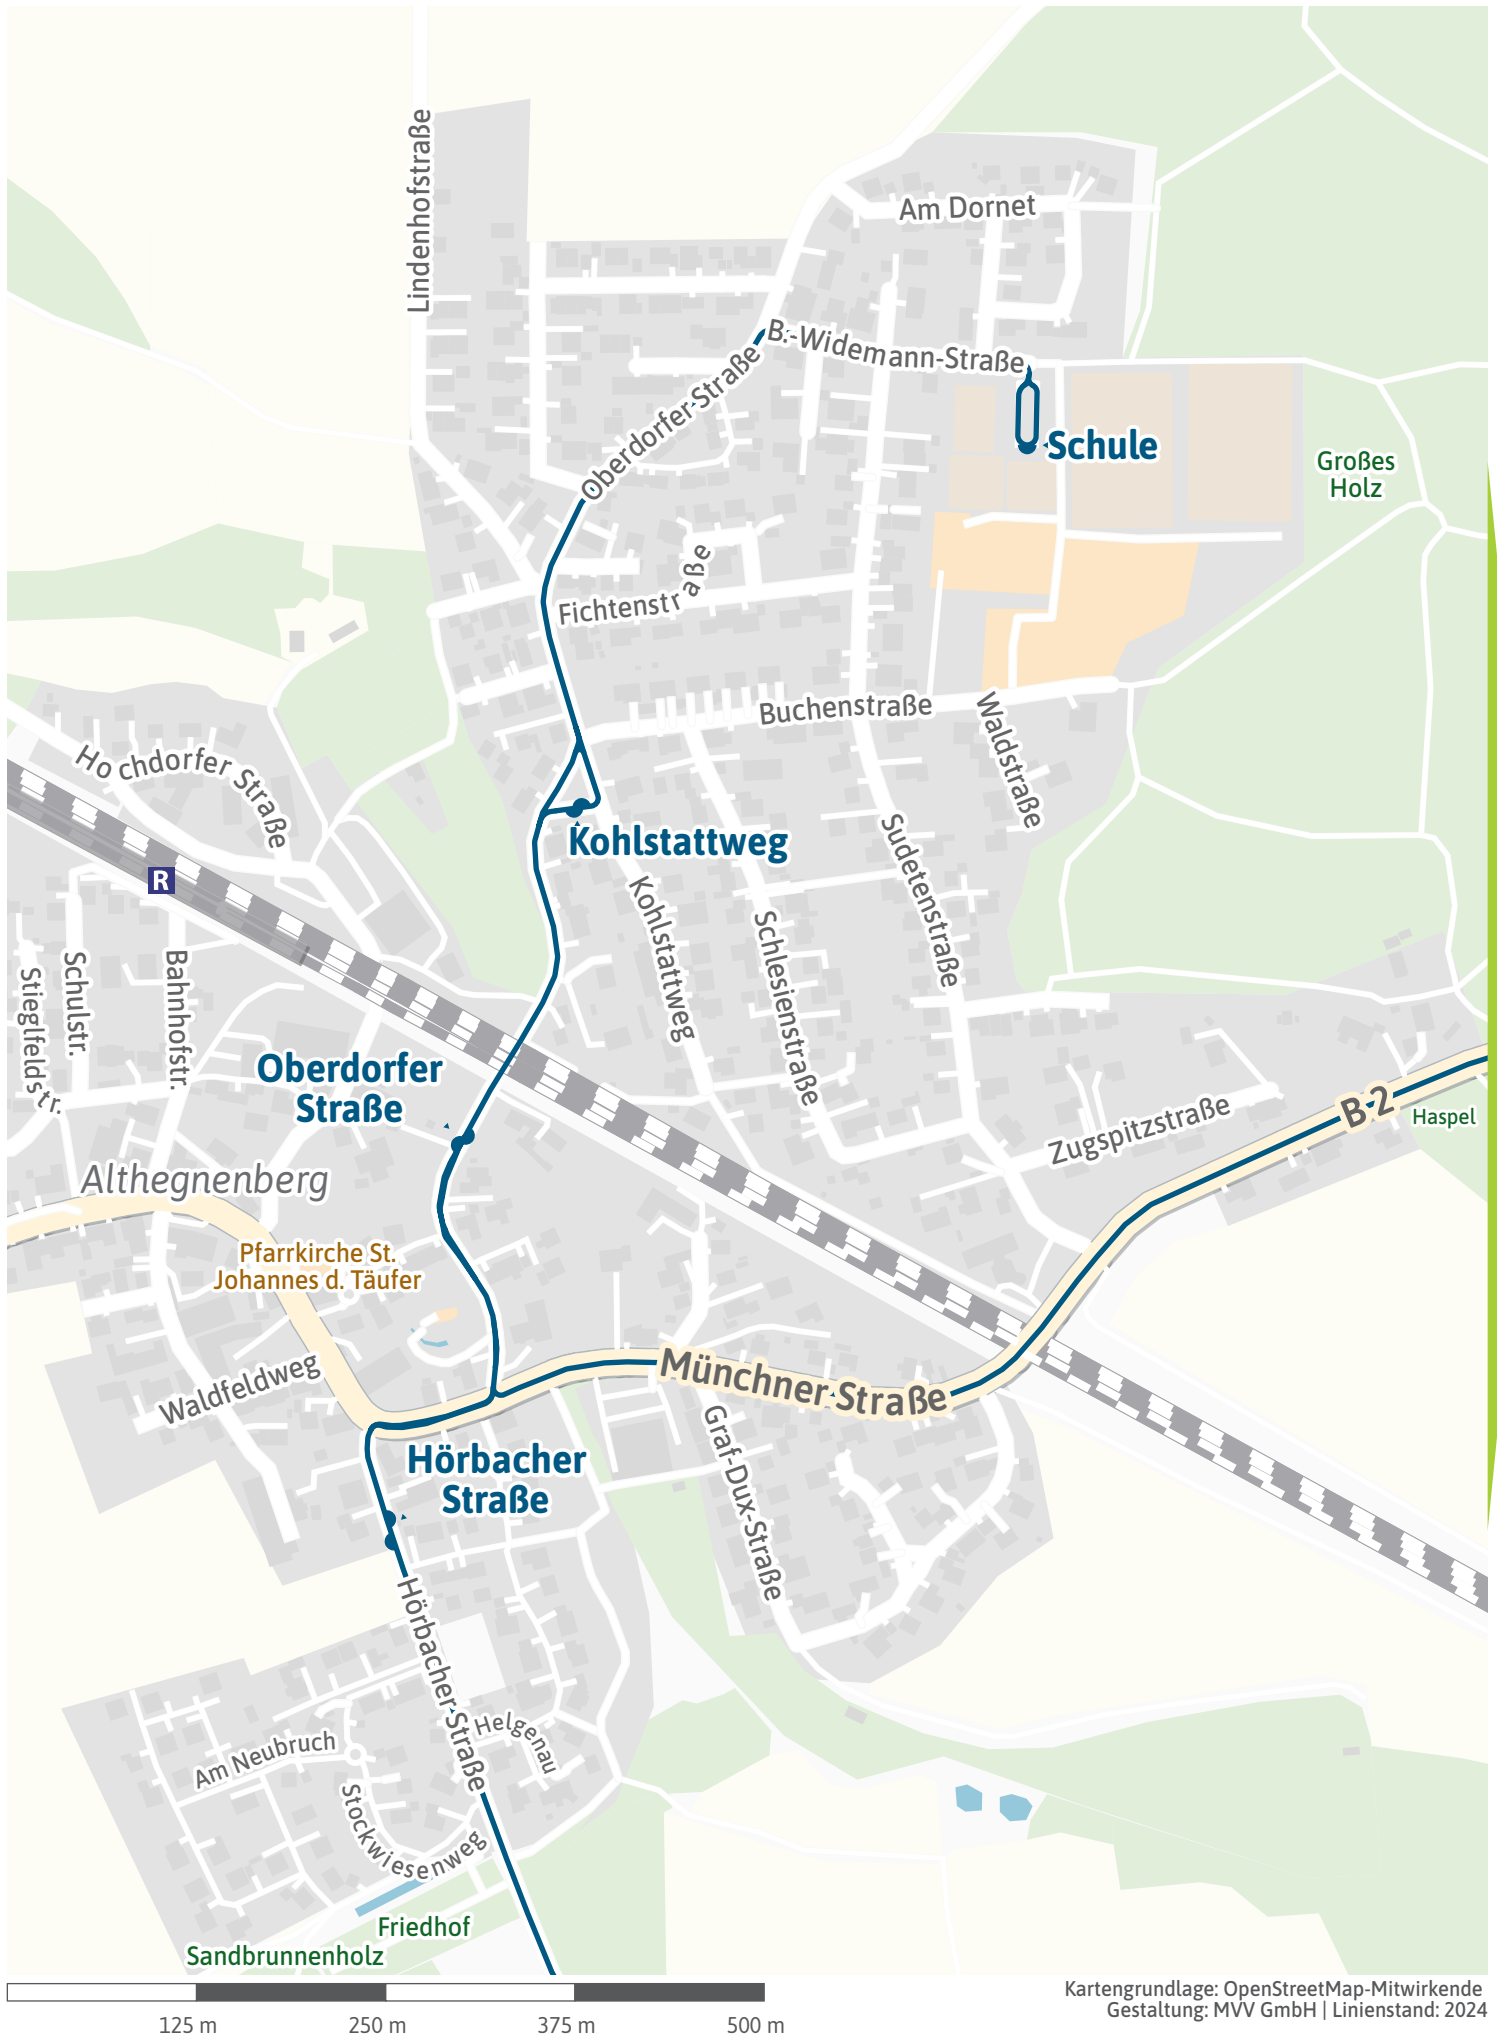 Lindenhofstraße
Am Dornet
B.-Widemann-Straße
Oberdorfer Straße
Schule
Großes
Holz
Fichtenstraße
Buchenstraße
Waldstraße
Hochdorfer Straße
Kohlstattweg
R
Sudetenstraße
Kohlstattweg
Schlesienstraße
Stieglfeldstr.
Schulstr.
Bahnhofstr.
Oberdorfer
Straße
Zugspitzstraße
B 2
Haspel
Althegnenberg
Pfarrkirche St.
Johannes d. Täufer
Waldfeldweg
Münchner Straße
Graf-Dux-Straße
Hörbacher
Straße
Hörbacher Straße
Helgenau
Am Neubruch
Stockwiesenweg
Friedhof
Sandbrunnenholz
125 m
250 m
375 m
500 m
Kartengrundlage: OpenStreetMap-Mitwirkende
Gestaltung: MVV GmbH | Linienstand: 2024